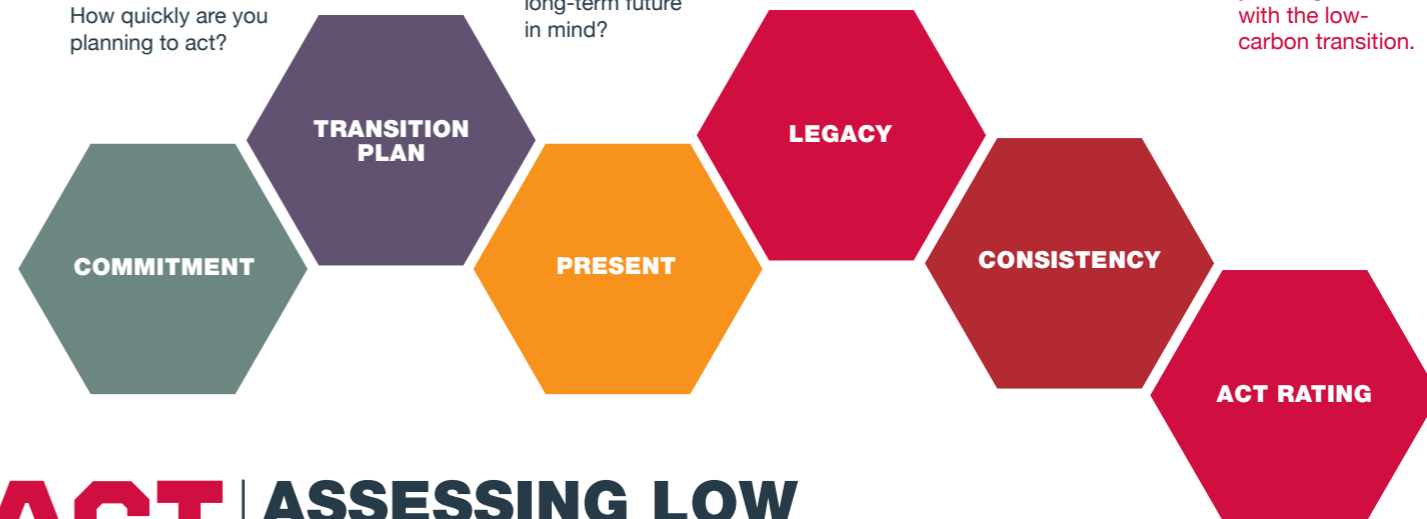 How quickly are you
planning to act?
long-term future
in mind?
with the low-
carbon transition.
TRANSITION
PLAN
LEGACY
COMMITMENT
PRESENT
CONSISTENCY
ACT RATING
ACT
ASSESSING LOW